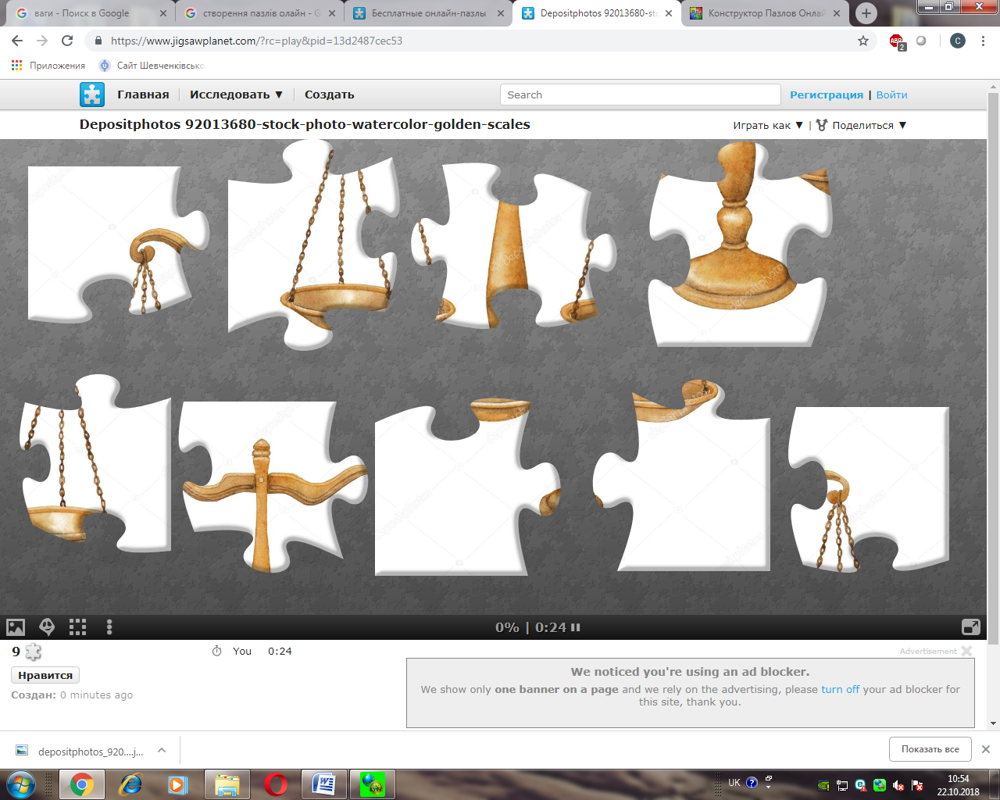 ваги - Поиск в Google
створення пазлів олайн - G
Бесплатные онлайн-пазлы
Depositphotos 92013680-st
Конструктор Пазлов Онлай
https://www.jigsawplanet.com/?rc=play&pid=13d2487cec53
ABP
2
C
Приложения
Сайт Шевченківсько
Главная
Исследовать ▼
Создать
Search
Регистрация | Войти
Depositphotos 92013680-stock-photo-watercolor-golden-scales
Играть как ▼ | Поделиться ▼
0% | 0:24
9
You 0:24
Advertisement
Нравится
Создан: 0 minutes ago
We noticed you're using an ad blocker.
We show only one banner on a page and we rely on the advertising, please turn off your ad blocker for
this site, thank you.
depositphotos_920....j...
Показать все
UK
10:54
22.10.2018